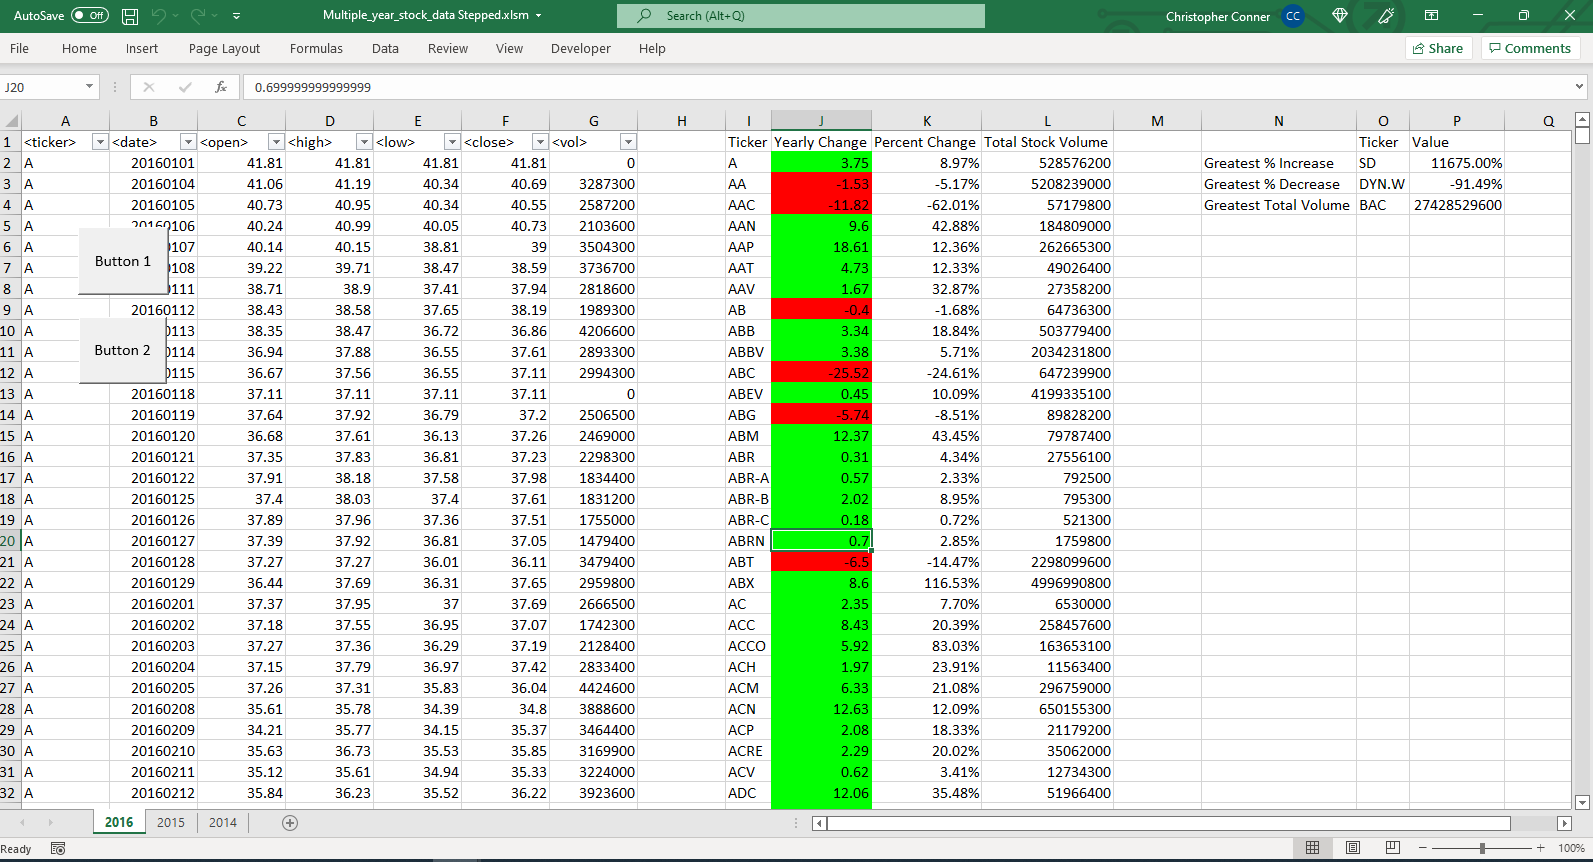 AutoSave Off Multiple_year_stock_data Stepped.xlsm Search (Alt+Q) Christopher Conner CC
File Home Insert Page Layout Formulas Data Review View Developer Help Share Comments
J20 fx 0.699999999999999
A B C D E F G H I J K L M N O P Q
1 <ticker> <date> <open> <high> <low> <close> <vol> Ticker Yearly Change Percent Change Total Stock Volume Ticker Value
2 A 20160101 41.81 41.81 41.81 41.81 0 A 3.75 8.97% 528576200 Greatest % Increase SD 11675.00%
3 A 20160104 41.06 41.19 40.34 40.69 3287300 AA -1.53 -5.17% 5208239000 Greatest % Decrease DYN.W -91.49%
4 A 20160105 40.73 40.95 40.34 40.55 2587200 AAC -11.82 -62.01% 57179800 Greatest Total Volume BAC 27428529600
5 A 20160106 40.24 40.99 40.05 40.73 2103600 AAN 9.6 42.88% 184809000
6 A 0107 40.14 40.15 38.81 39 3504300 AAP 18.61 12.36% 262665300
Button 1
7 A 0108 39.22 39.71 38.47 38.59 3736700 AAT 4.73 12.33% 49026400
8 A 0111 38.71 38.9 37.41 37.94 2818600 AAV 1.67 32.87% 27358200
9 A 20160112 38.43 38.58 37.65 38.19 1989300 AB -0.4 -1.68% 64736300
10 A 0113 38.35 38.47 36.72 36.86 4206600 ABB 3.34 18.84% 503779400
Button 2
11 A 0114 36.94 37.88 36.55 37.61 2893300 ABBV 3.38 5.71% 2034231800
12 A 0115 36.67 37.56 36.55 37.11 2994300 ABC -25.52 -24.61% 647239900
13 A 20160118 37.11 37.11 37.11 37.11 0 ABEV 0.45 10.09% 4199335100
14 A 20160119 37.64 37.92 36.79 37.2 2506500 ABG -5.74 -8.51% 89828200
15 A 20160120 36.68 37.61 36.13 37.26 2469000 ABM 12.37 43.45% 79787400
16 A 20160121 37.35 37.83 36.81 37.23 2298300 ABR 0.31 4.34% 27556100
17 A 20160122 37.91 38.18 37.58 37.98 1834400 ABR-A 0.57 2.33% 792500
18 A 20160125 37.4 38.03 37.4 37.61 1831200 ABR-B 2.02 8.95% 795300
19 A 20160126 37.89 37.96 37.36 37.51 1755000 ABR-C 0.18 0.72% 521300
20 A 20160127 37.39 37.92 36.81 37.05 1479400 ABRN 0.7 2.85% 1759800
21 A 20160128 37.27 37.27 36.01 36.11 3479400 ABT -6.5 -14.47% 2298099600
22 A 20160129 36.44 37.69 36.31 37.65 2959800 ABX 8.6 116.53% 4996990800
23 A 20160201 37.37 37.95 37 37.69 2666500 AC 2.35 7.70% 6530000
24 A 20160202 37.18 37.55 36.95 37.07 1742300 ACC 8.43 20.39% 258457600
25 A 20160203 37.27 37.36 36.29 37.19 2128400 ACCO 5.92 83.03% 163653100
26 A 20160204 37.15 37.79 36.97 37.42 2833400 ACH 1.97 23.91% 11563400
27 A 20160205 37.26 37.31 35.83 36.04 4424600 ACM 6.33 21.08% 296759000
28 A 20160208 35.61 35.78 34.39 34.8 3888600 ACN 12.63 12.09% 650155300
29 A 20160209 34.21 35.77 34.15 35.37 3464400 ACP 2.08 18.33% 21179200
30 A 20160210 35.63 36.73 35.53 35.85 3169900 ACRE 2.29 20.02% 35062000
31 A 20160211 35.12 35.61 34.94 35.33 3224000 ACV 0.62 3.41% 12734300
32 A 20160212 35.84 36.23 35.52 36.22 3923600 ADC 12.06 35.48% 51966400
2016 2015 2014
Ready 100%